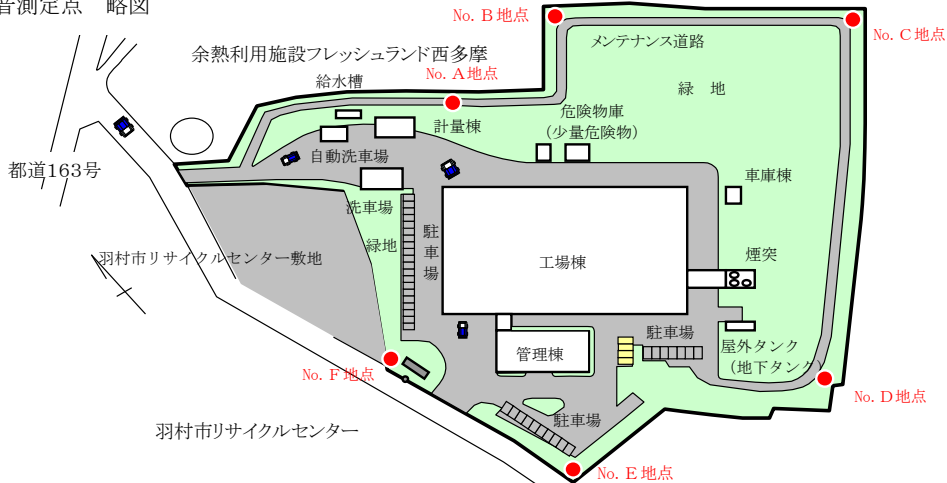 音測定点　略図
No. B 地点
No. C 地点
メンテナンス道路
余熱利用施設フレッシュランド西多摩
No. A 地点
給水槽
緑　地
危険物庫
（少量危険物）
計量棟
自動洗車場
都道163号
車庫棟
洗車場
駐車場
緑地
羽村市リサイクルセンター敷地
工場棟
煙突
駐車場
管理棟
屋外タンク
（地下タンク）
No. F 地点
No. D 地点
駐車場
羽村市リサイクルセンター
No. E 地点